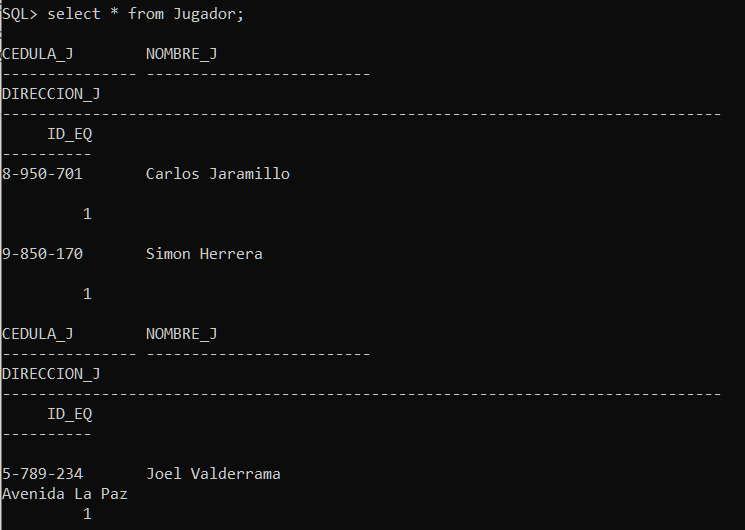 SQL> select * from Jugador;
CEDULA_J        NOMBRE_J
--------------- -------------------------
DIRECCION_J
--------------------------------------------------------------------------------
     ID_EQ
----------
8-950-701       Carlos Jaramillo
         1
9-850-170       Simon Herrera
         1
CEDULA_J        NOMBRE_J
--------------- -------------------------
DIRECCION_J
--------------------------------------------------------------------------------
     ID_EQ
----------
5-789-234       Joel Valderrama
Avenida La Paz
         1